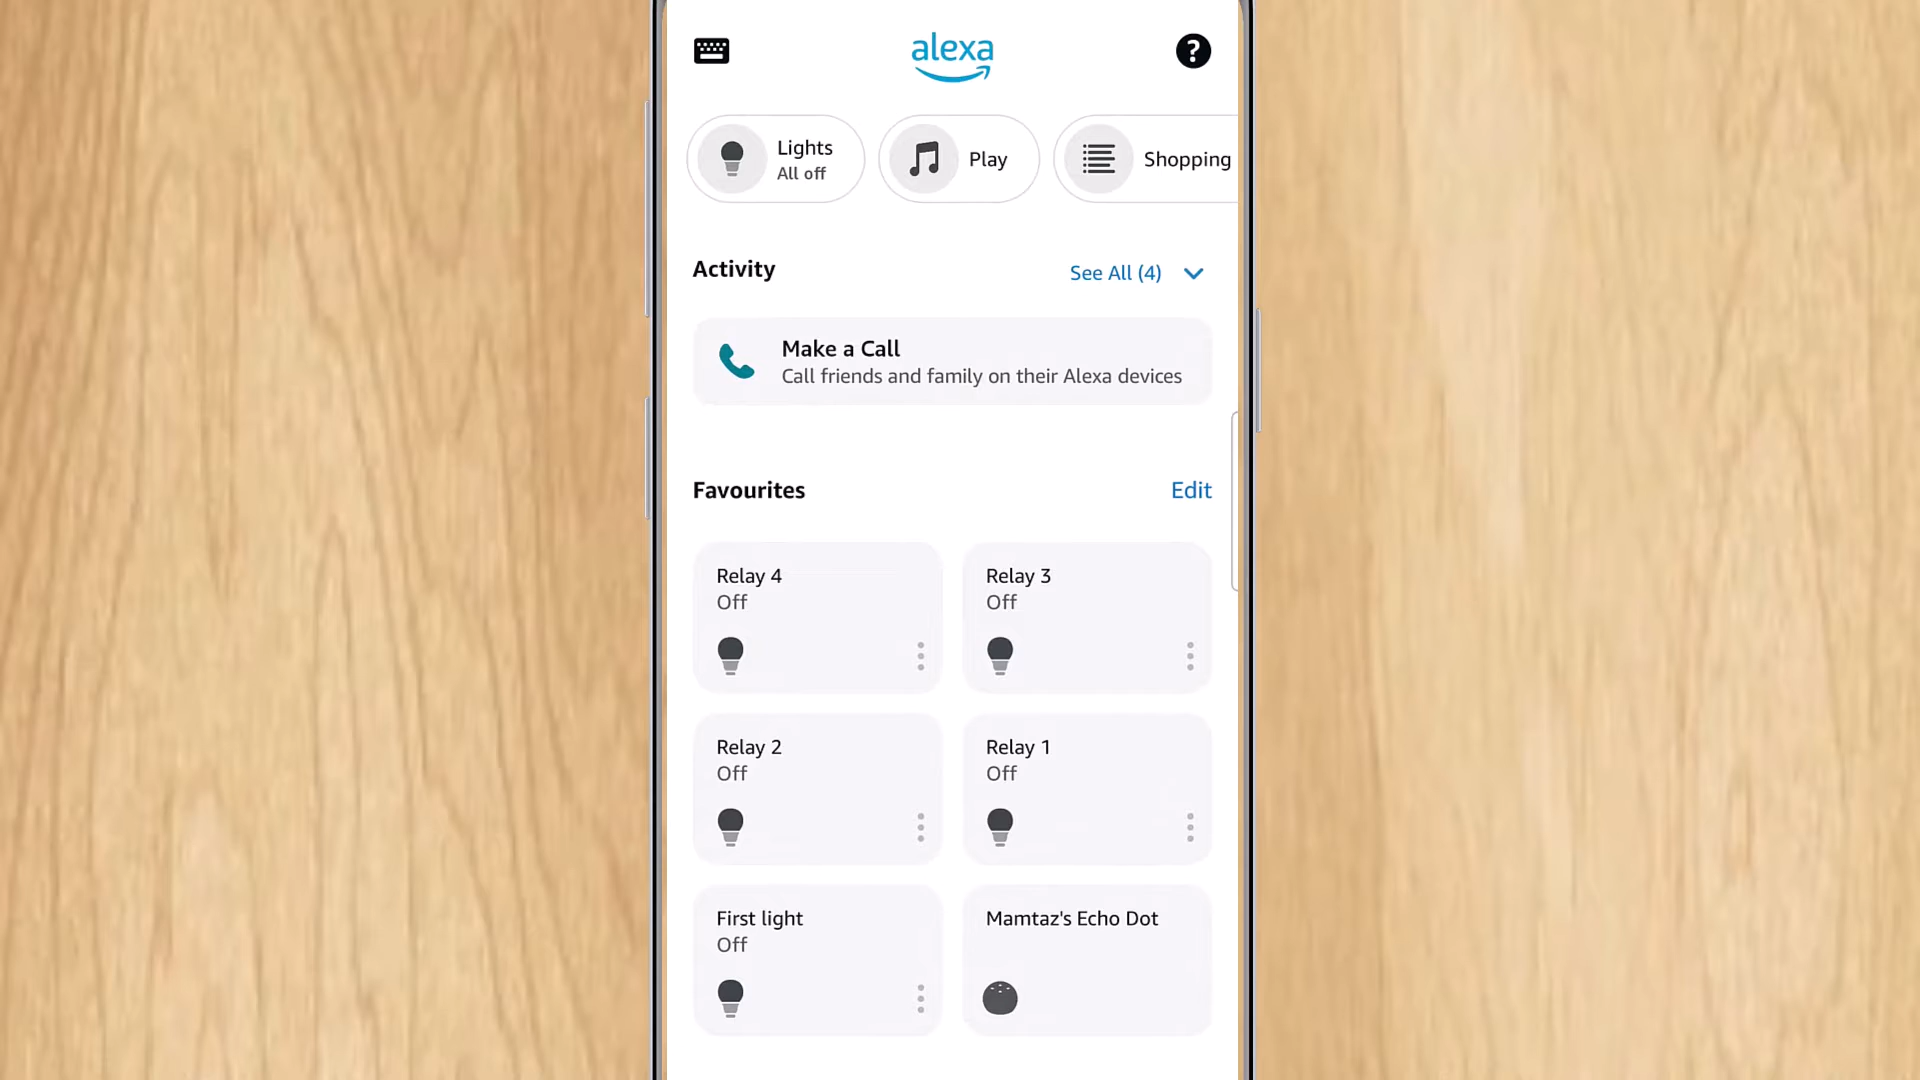 alexa
?
Lights
All off
Play
Shopping
Activity
See All (4)
Make a Call
Call friends and family on their Alexa devices
Favourites
Edit
Relay 4
Off
Relay 3
Off
Relay 2
Off
Relay 1
Off
First light
Off
Mamtaz's Echo Dot